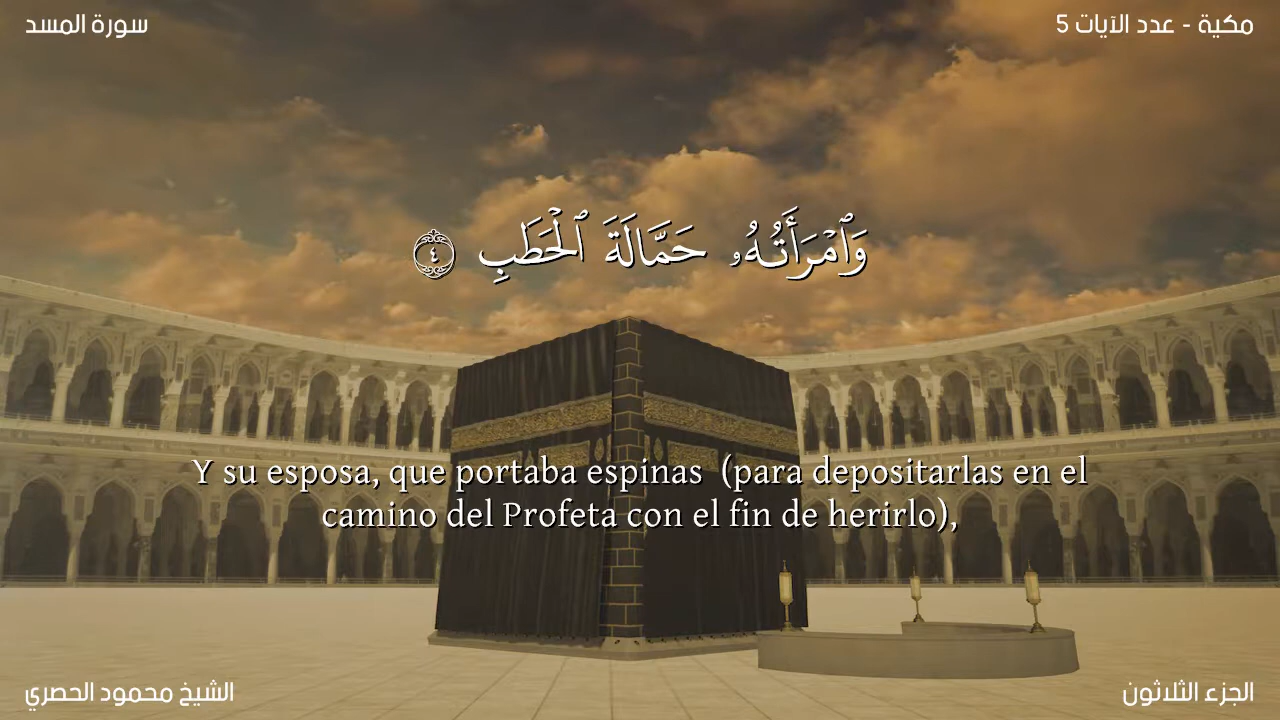 سورة المسد
مكية - عدد الآيات 5
وَٱمْرَأَتُهُۥ حَمَّالَةَ ٱلْحَطَبِ ٤
Y su esposa, que portaba espinas (para depositarlas en el
camino del Profeta con el fin de herirlo),
الشيخ محمود الحصري
الجزء الثلاثون